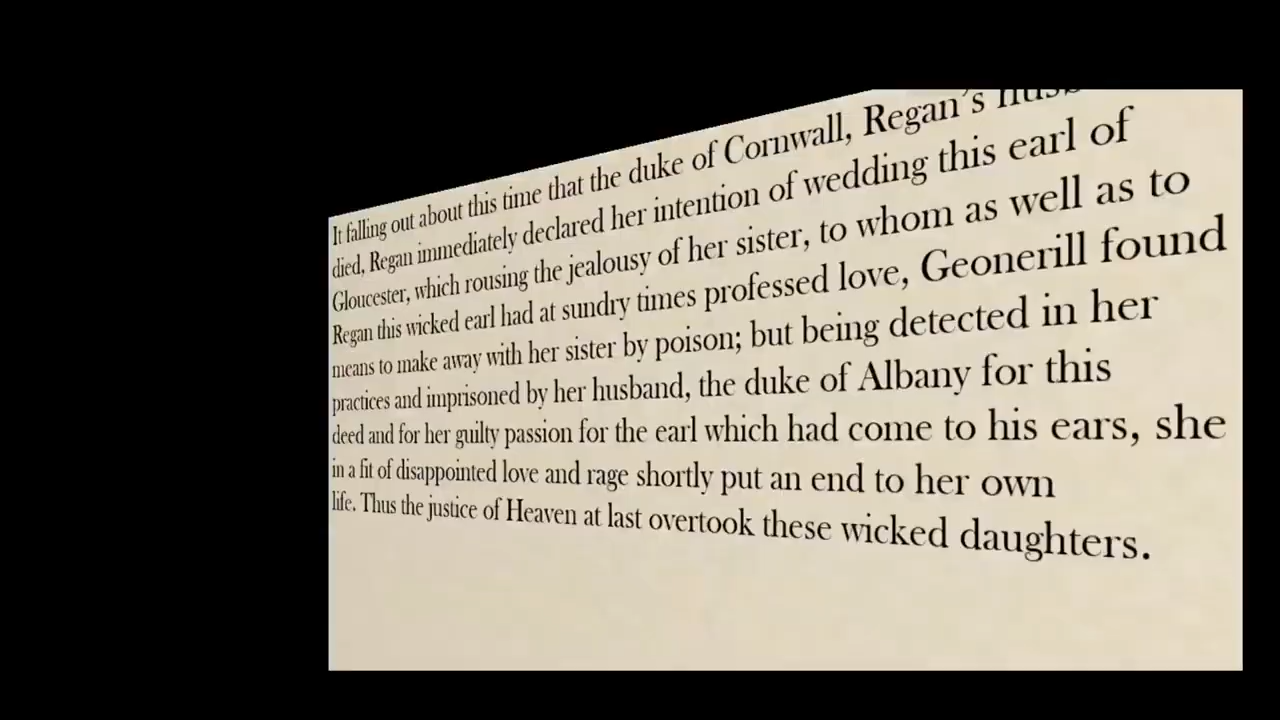 It falling out about this time that the duke of Cornwall, Regan's
died, Regan immediately declared her intention of wedding this earl of
Gloucester, which rousing the jealousy of her sister, to whom as well as to
Regan this wicked earl had at sundry times professed love, Geonerill found
means to make away with her sister by poison; but being detected in her
practices and imprisoned by her husband, the duke of Albany for this
deed and for her guilty passion for the earl which had come to his ears, she
in a fit of disappointed love and rage shortly put an end to her own
life. Thus the justice of Heaven at last overtook these wicked daughters.